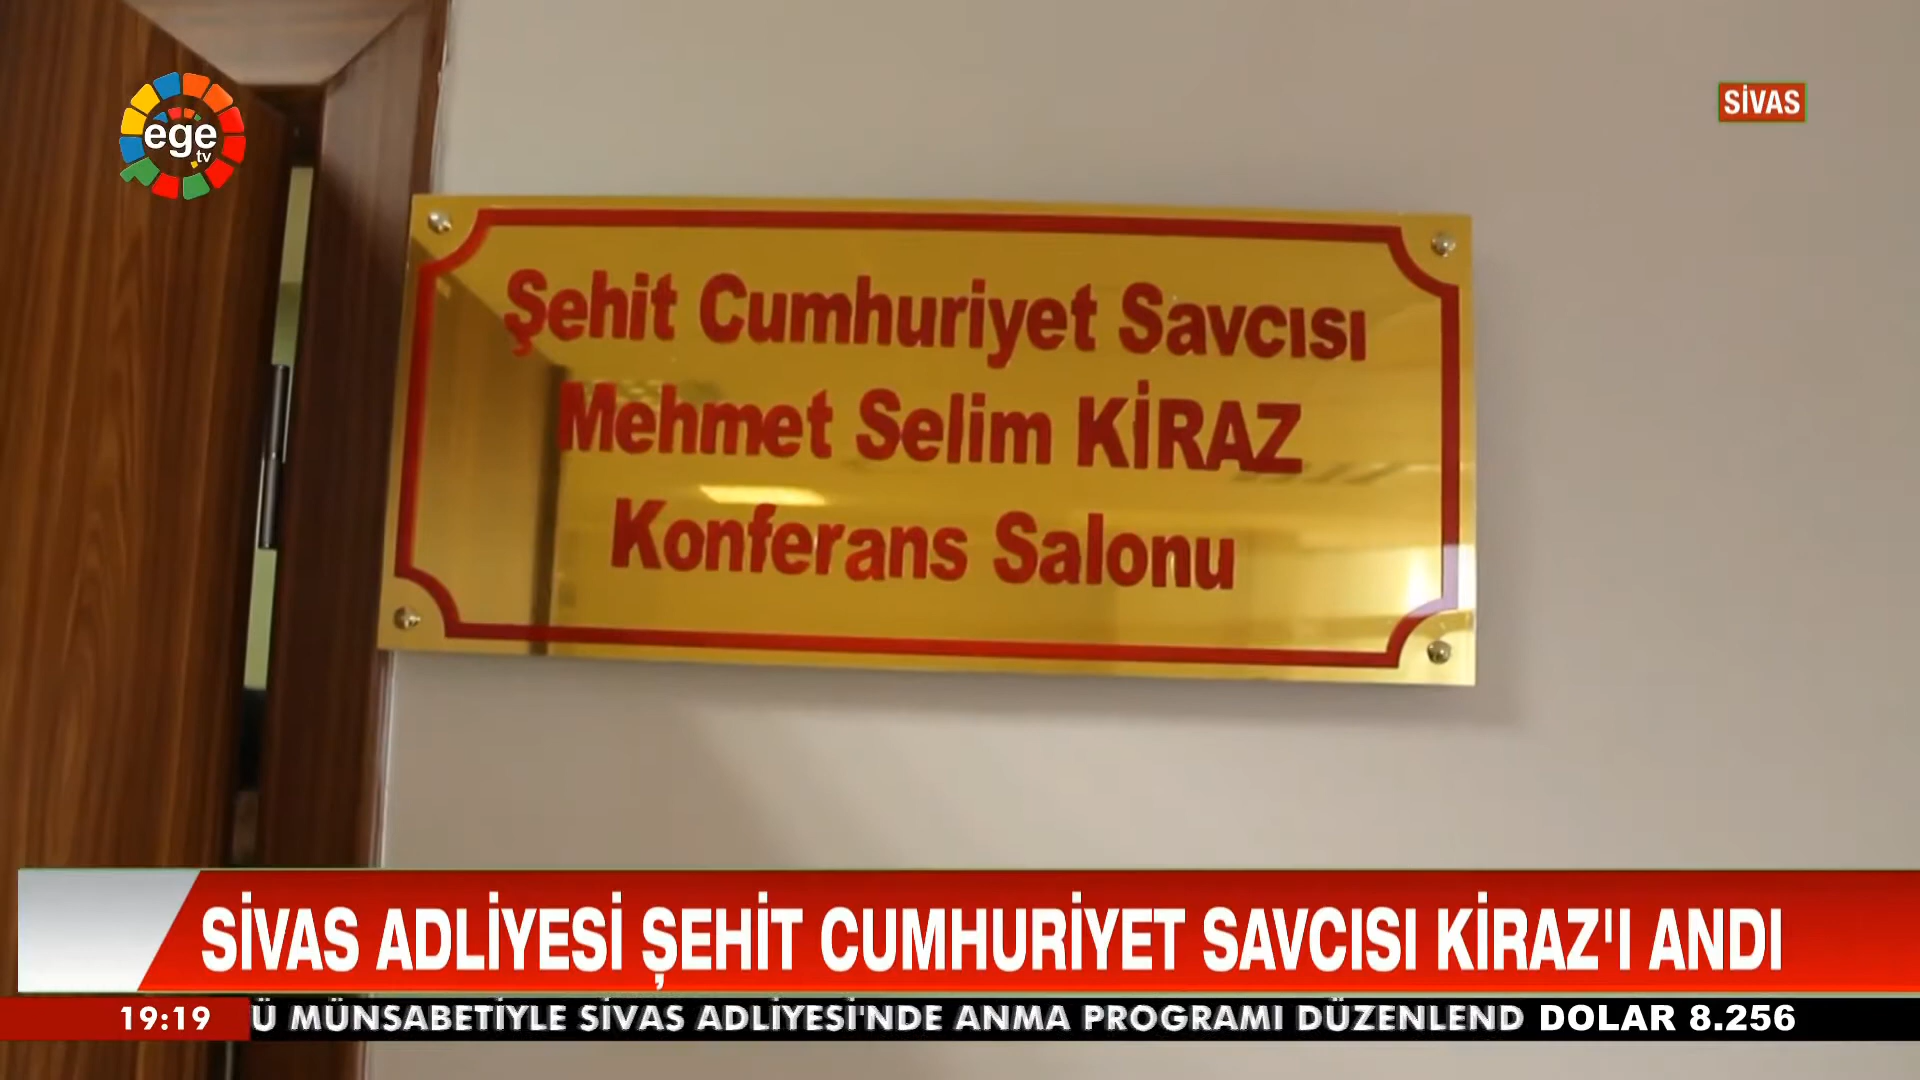 ege
tv
SİVAS
Şehit Cumhuriyet Savcısı
Mehmet Selim KİRAZ
Konferans Salonu
SİVAS ADLİYESİ ŞEHİT CUMHURİYET SAVCISI KİRAZ'I ANDI
19:19 Ü MÜNSABETİYLE SİVAS ADLİYESİ'NDE ANMA PROGRAMI DÜZENLEND DOLAR 8.256